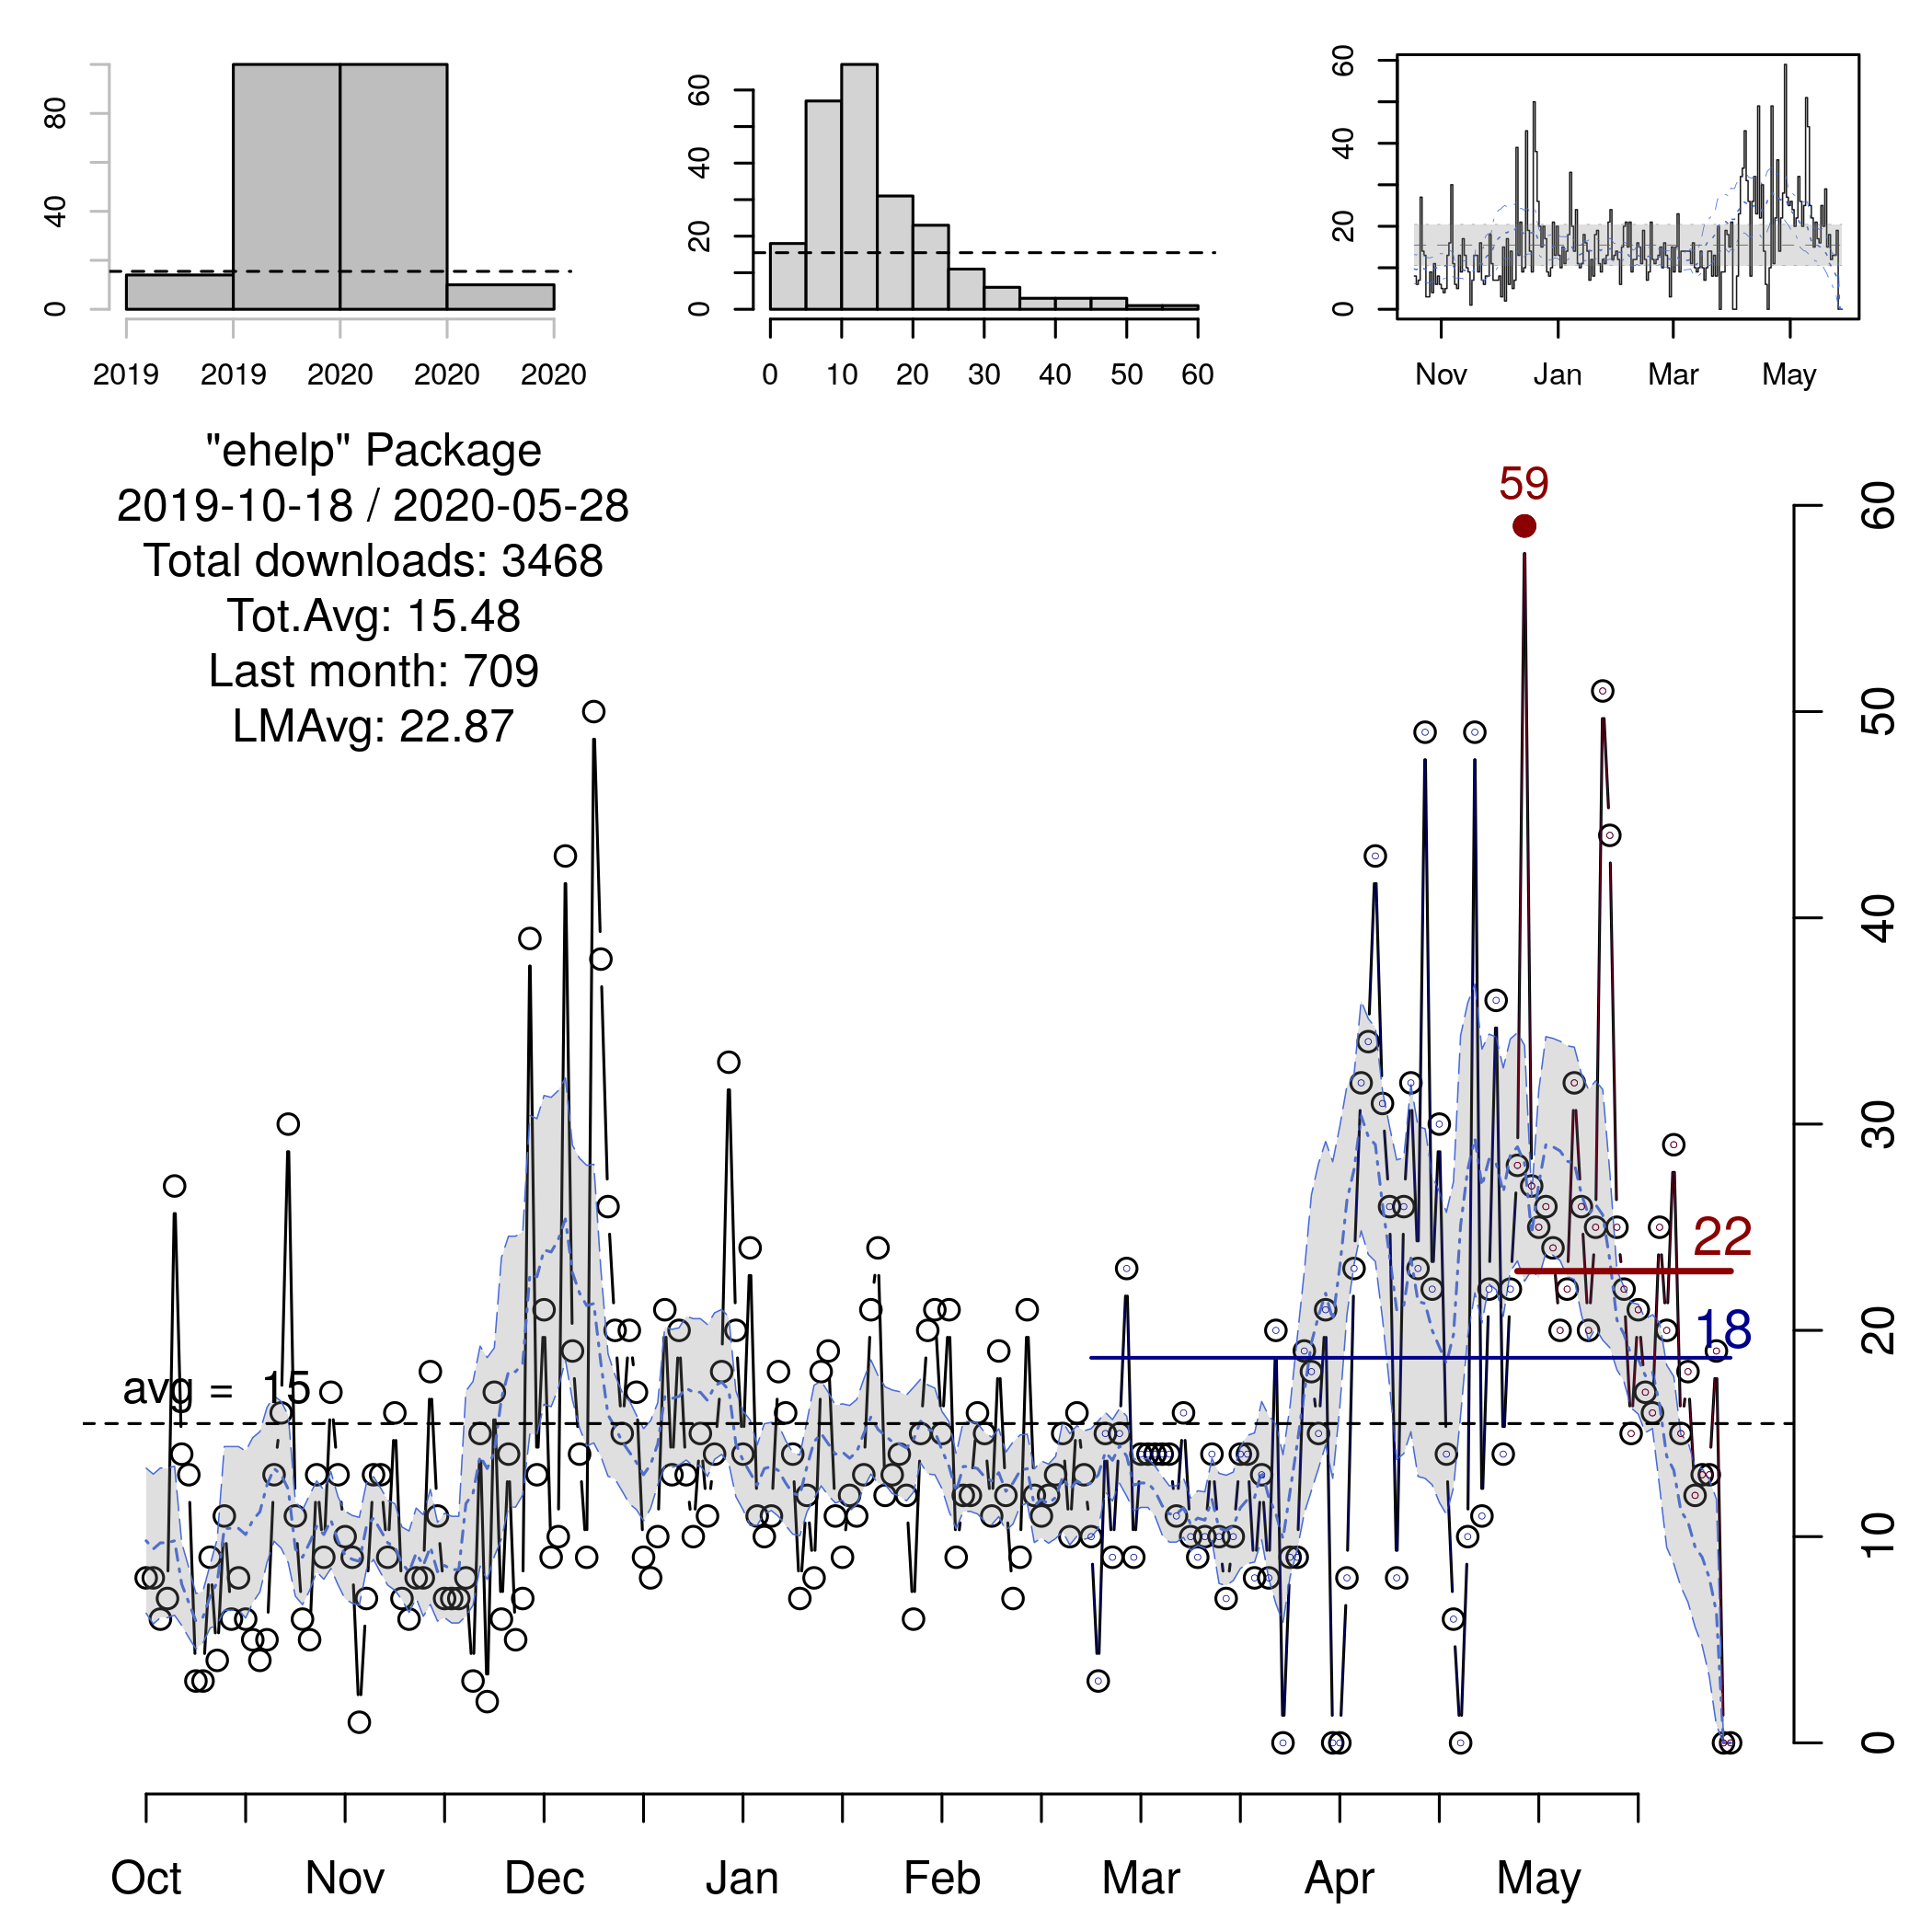 80
40
0
2019 2019 2020 2020 2020
60
40
20
0
0 10 20 30 40 50 60
60
40
20
0
Nov Jan Mar May
"ehelp" Package
2019-10-18 / 2020-05-28
Total downloads: 3468
Tot.Avg: 15.48
Last month: 709
LMAvg: 22.87
59
22
18
avg = 15
60
50
40
30
20
10
0
Oct Nov Dec Jan Feb Mar Apr May